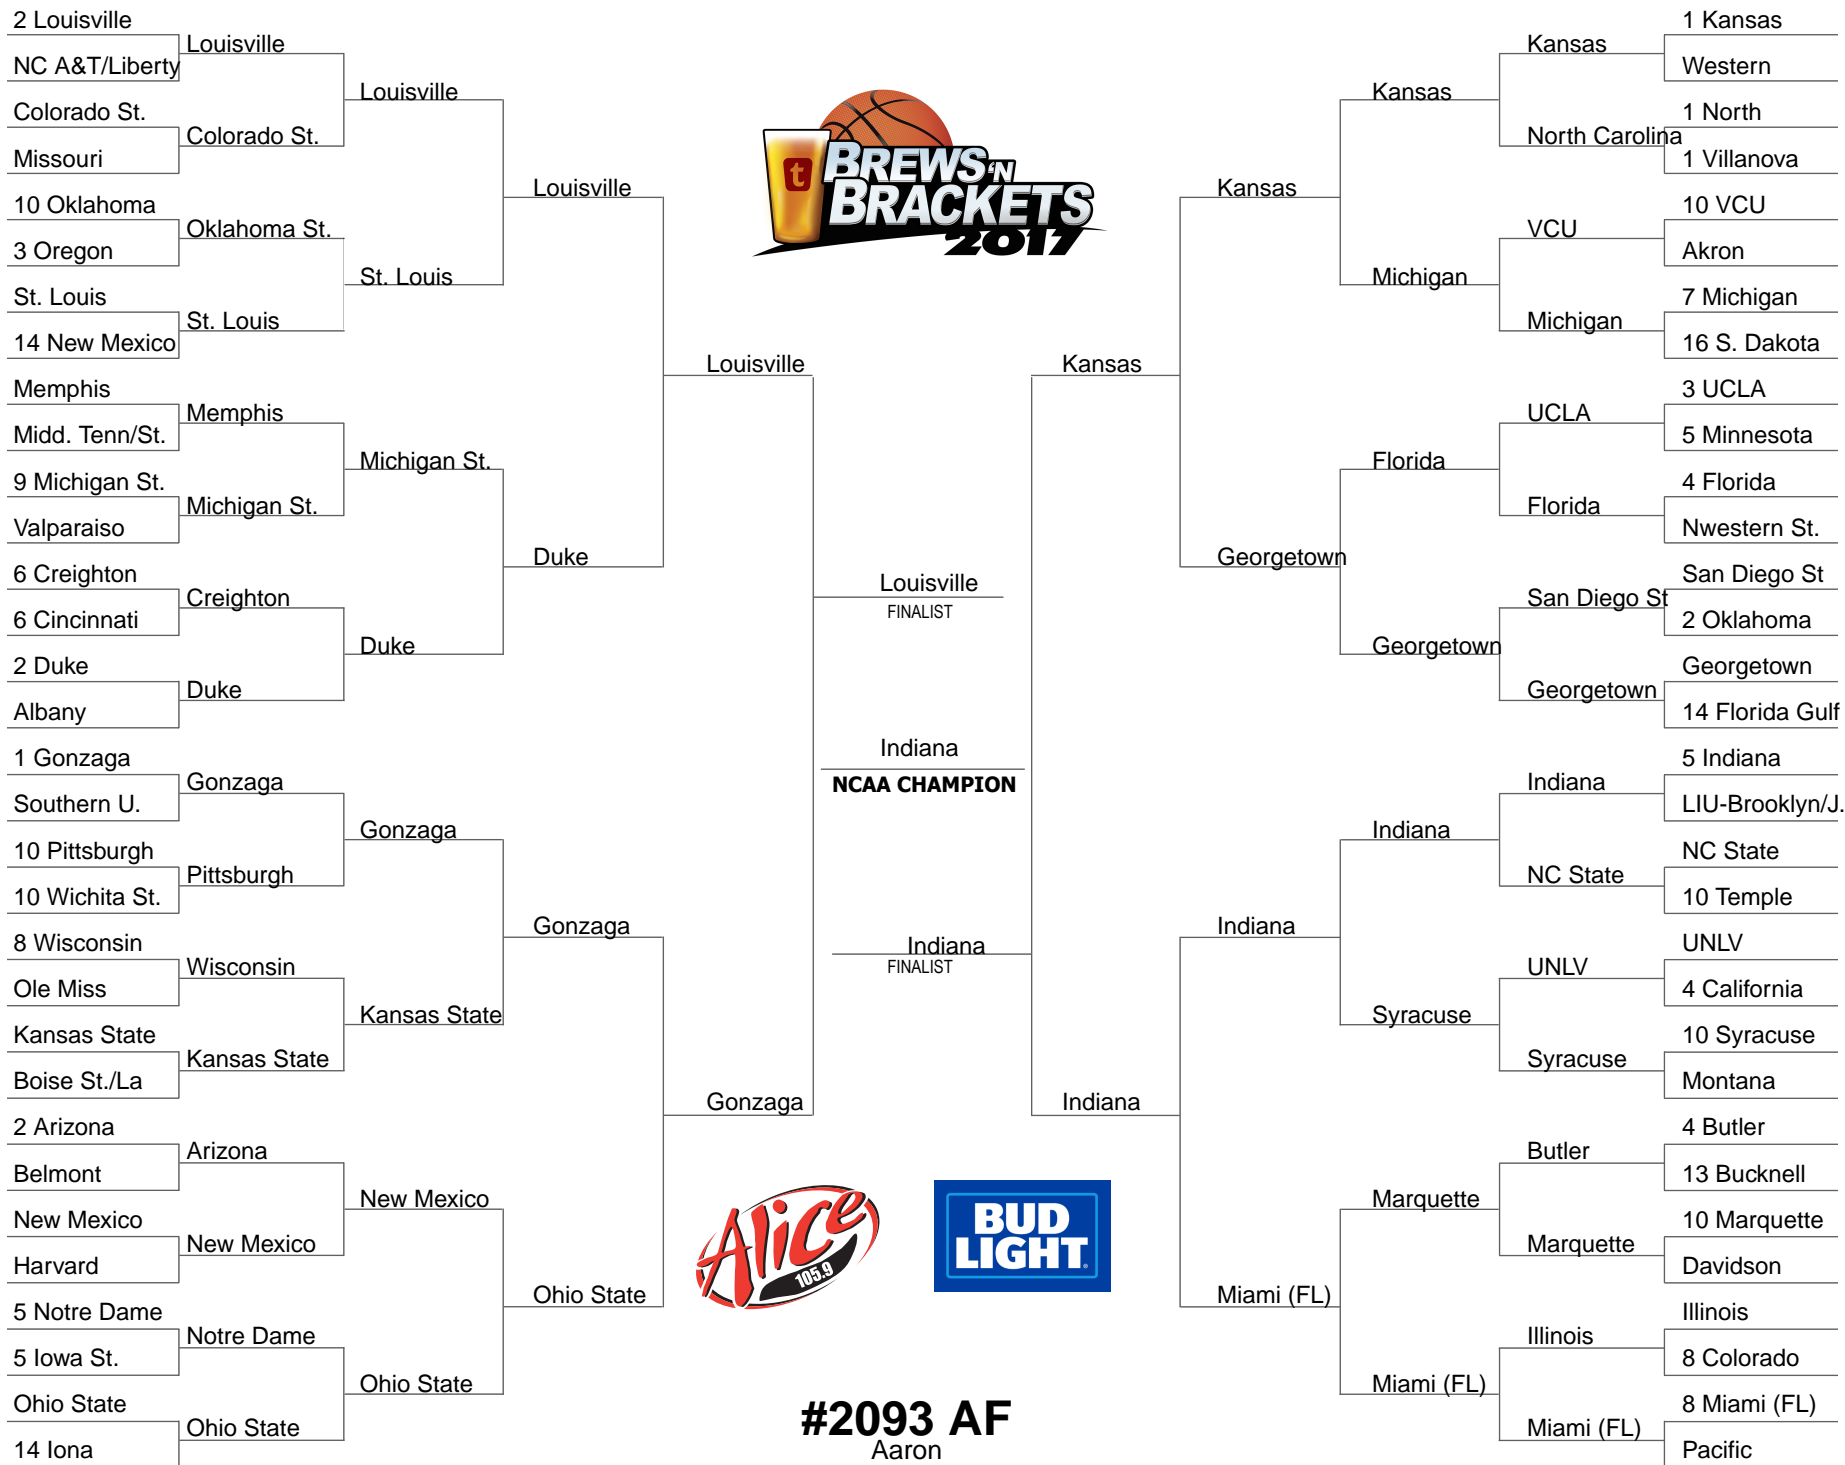 2 Louisville
NC A&T/Liberty
Colorado St.
Missouri
10 Oklahoma
3 Oregon
St. Louis
14 New Mexico
Memphis
Midd. Tenn/St.
9 Michigan St.
Valparaiso
6 Creighton
6 Cincinnati
2 Duke
Albany
1 Gonzaga
Southern U.
10 Pittsburgh
10 Wichita St.
8 Wisconsin
Ole Miss
Kansas State
Boise St./La
2 Arizona
Belmont
New Mexico
Harvard
5 Notre Dame
5 Iowa St.
Ohio State
14 Iona
Louisville
Colorado St.
Oklahoma St.
St. Louis
Memphis
Michigan St.
Creighton
Duke
Gonzaga
Pittsburgh
Wisconsin
Kansas State
Arizona
New Mexico
Notre Dame
Ohio State
Louisville
St. Louis
Michigan St.
Duke
Gonzaga
Kansas State
New Mexico
Ohio State
Louisville
Duke
Gonzaga
Ohio State
Louisville
Gonzaga
t
BREWS 'N
BRACKETS
2017
Louisville
FINALIST
Indiana
NCAA CHAMPION
Indiana
FINALIST
Alice
105.9
BUD
LIGHT
#2093 AF
Aaron
Kansas
Indiana
Kansas
Georgetown
Indiana
Miami (FL)
Kansas
Michigan
Florida
Georgetown
Indiana
Syracuse
Marquette
Miami (FL)
Kansas
North Carolina
VCU
Michigan
UCLA
Florida
San Diego St
Georgetown
Indiana
NC State
UNLV
Syracuse
Butler
Marquette
Illinois
Miami (FL)
1 Kansas
Western
1 North
1 Villanova
10 VCU
Akron
7 Michigan
16 S. Dakota
3 UCLA
5 Minnesota
4 Florida
Nwestern St.
San Diego St
2 Oklahoma
Georgetown
14 Florida Gulf
5 Indiana
LIU-Brooklyn/J.
NC State
10 Temple
UNLV
4 California
10 Syracuse
Montana
4 Butler
13 Bucknell
10 Marquette
Davidson
Illinois
8 Colorado
8 Miami (FL)
Pacific